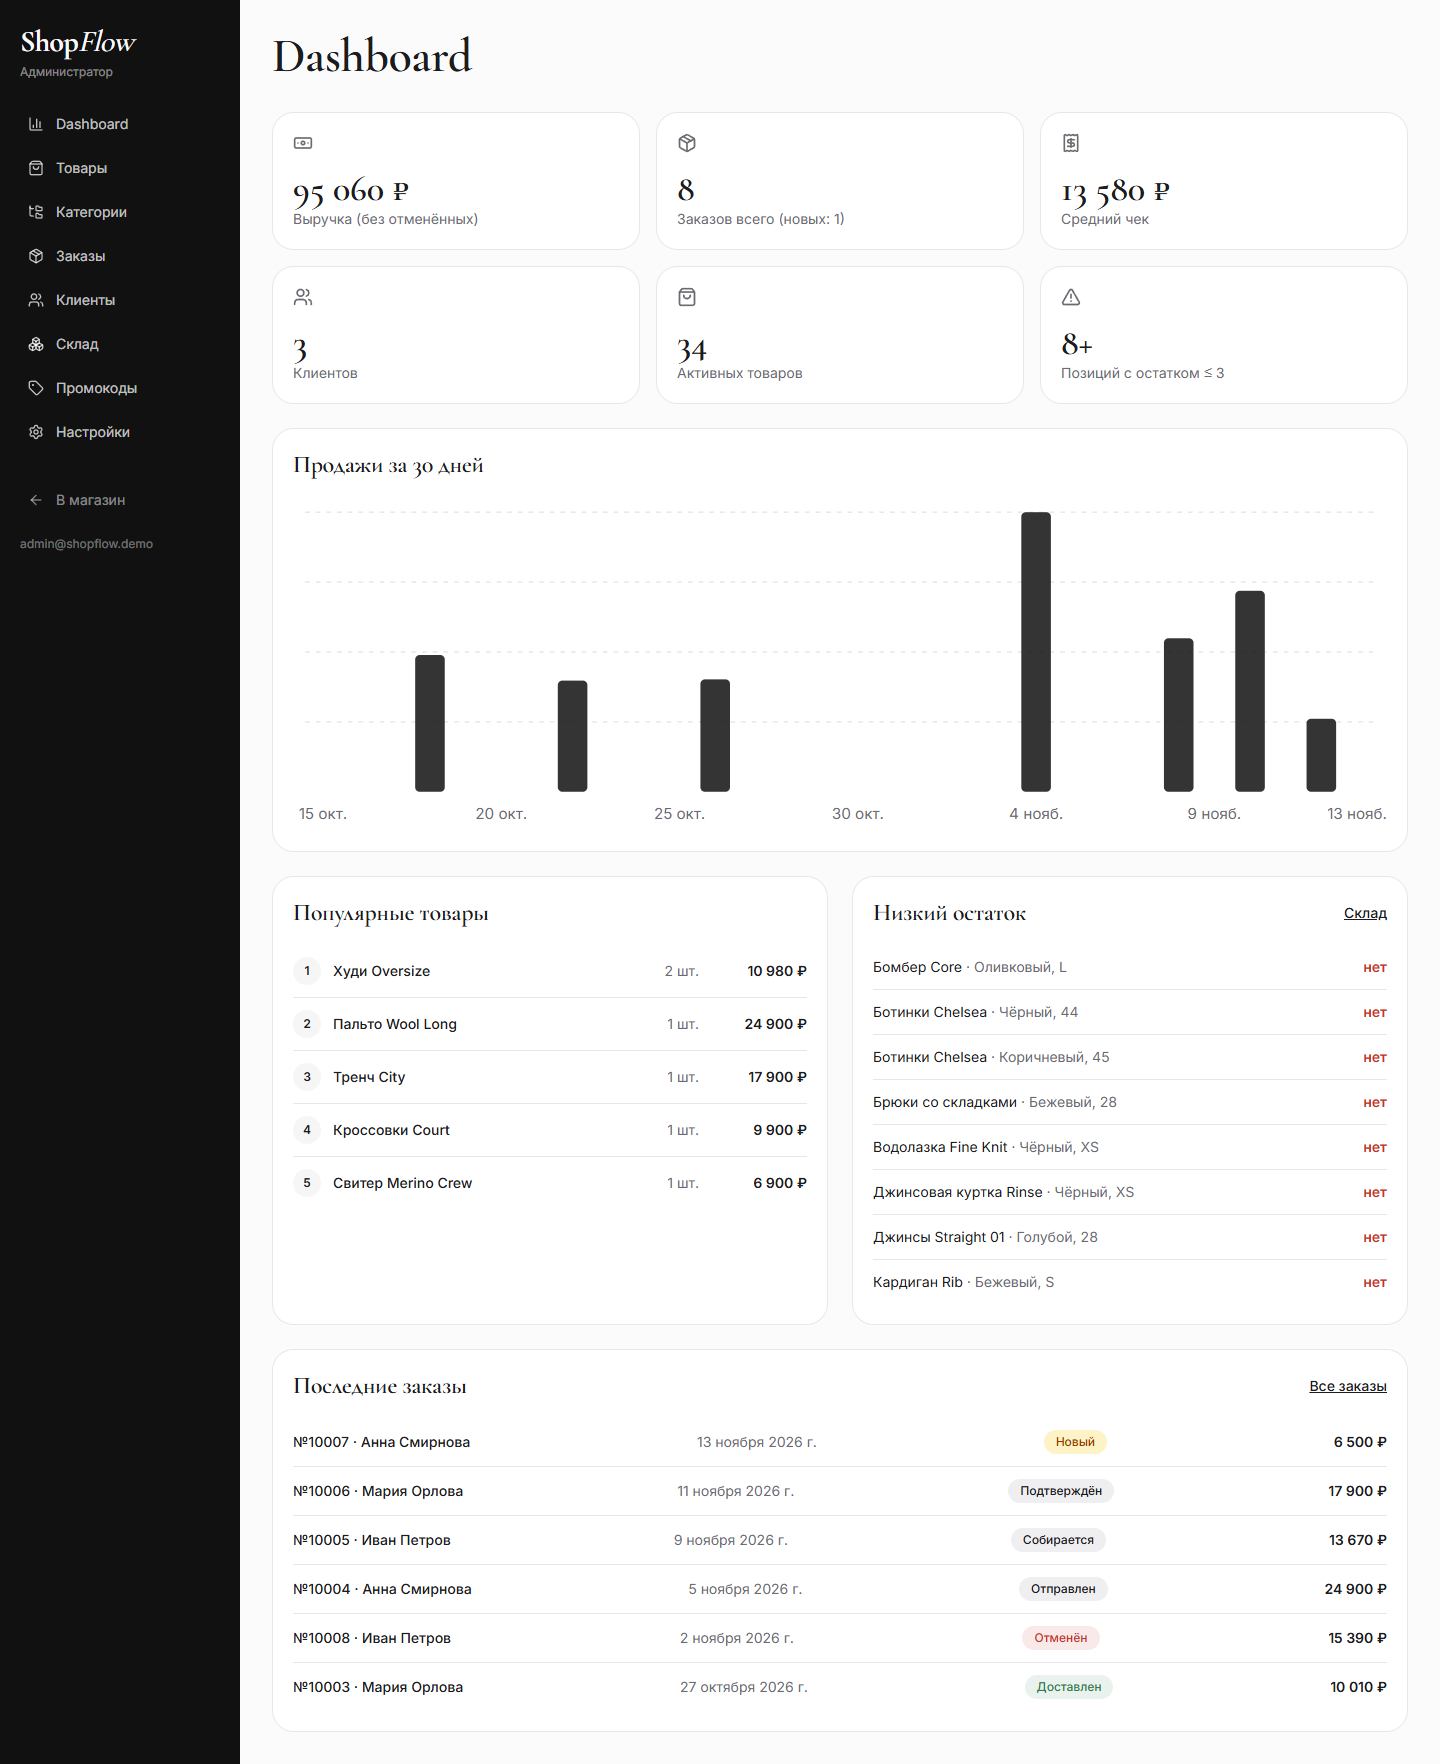 ShopFlow
Администратор
Dashboard
Товары
Категории
Заказы
Клиенты
Склад
Промокоды
Настройки
В магазин
admin@shopflow.demo
Dashboard
95 060 ₽
Выручка (без отменённых)
8
Заказов всего (новых: 1)
13 580 ₽
Средний чек
3
Клиентов
34
Активных товаров
8+
Позиций с остатком ≤ 3
Продажи за 30 дней
15 окт. 20 окт. 25 окт. 30 окт. 4 нояб. 9 нояб. 13 нояб.
Популярные товары
1 Худи Oversize 2 шт. 10 980 ₽
2 Пальто Wool Long 1 шт. 24 900 ₽
3 Тренч City 1 шт. 17 900 ₽
4 Кроссовки Court 1 шт. 9 900 ₽
5 Свитер Merino Crew 1 шт. 6 900 ₽
Низкий остаток Склад
Бомбер Core · Оливковый, L нет
Ботинки Chelsea · Чёрный, 44 нет
Ботинки Chelsea · Коричневый, 45 нет
Брюки со складками · Бежевый, 28 нет
Водолазка Fine Knit · Чёрный, XS нет
Джинсовая куртка Rinse · Чёрный, XS нет
Джинсы Straight 01 · Голубой, 28 нет
Кардиган Rib · Бежевый, S нет
Последние заказы Все заказы
№10007 · Анна Смирнова 13 ноября 2026 г. Новый 6 500 ₽
№10006 · Мария Орлова 11 ноября 2026 г. Подтверждён 17 900 ₽
№10005 · Иван Петров 9 ноября 2026 г. Собирается 13 670 ₽
№10004 · Анна Смирнова 5 ноября 2026 г. Отправлен 24 900 ₽
№10008 · Иван Петров 2 ноября 2026 г. Отменён 15 390 ₽
№10003 · Мария Орлова 27 октября 2026 г. Доставлен 10 010 ₽